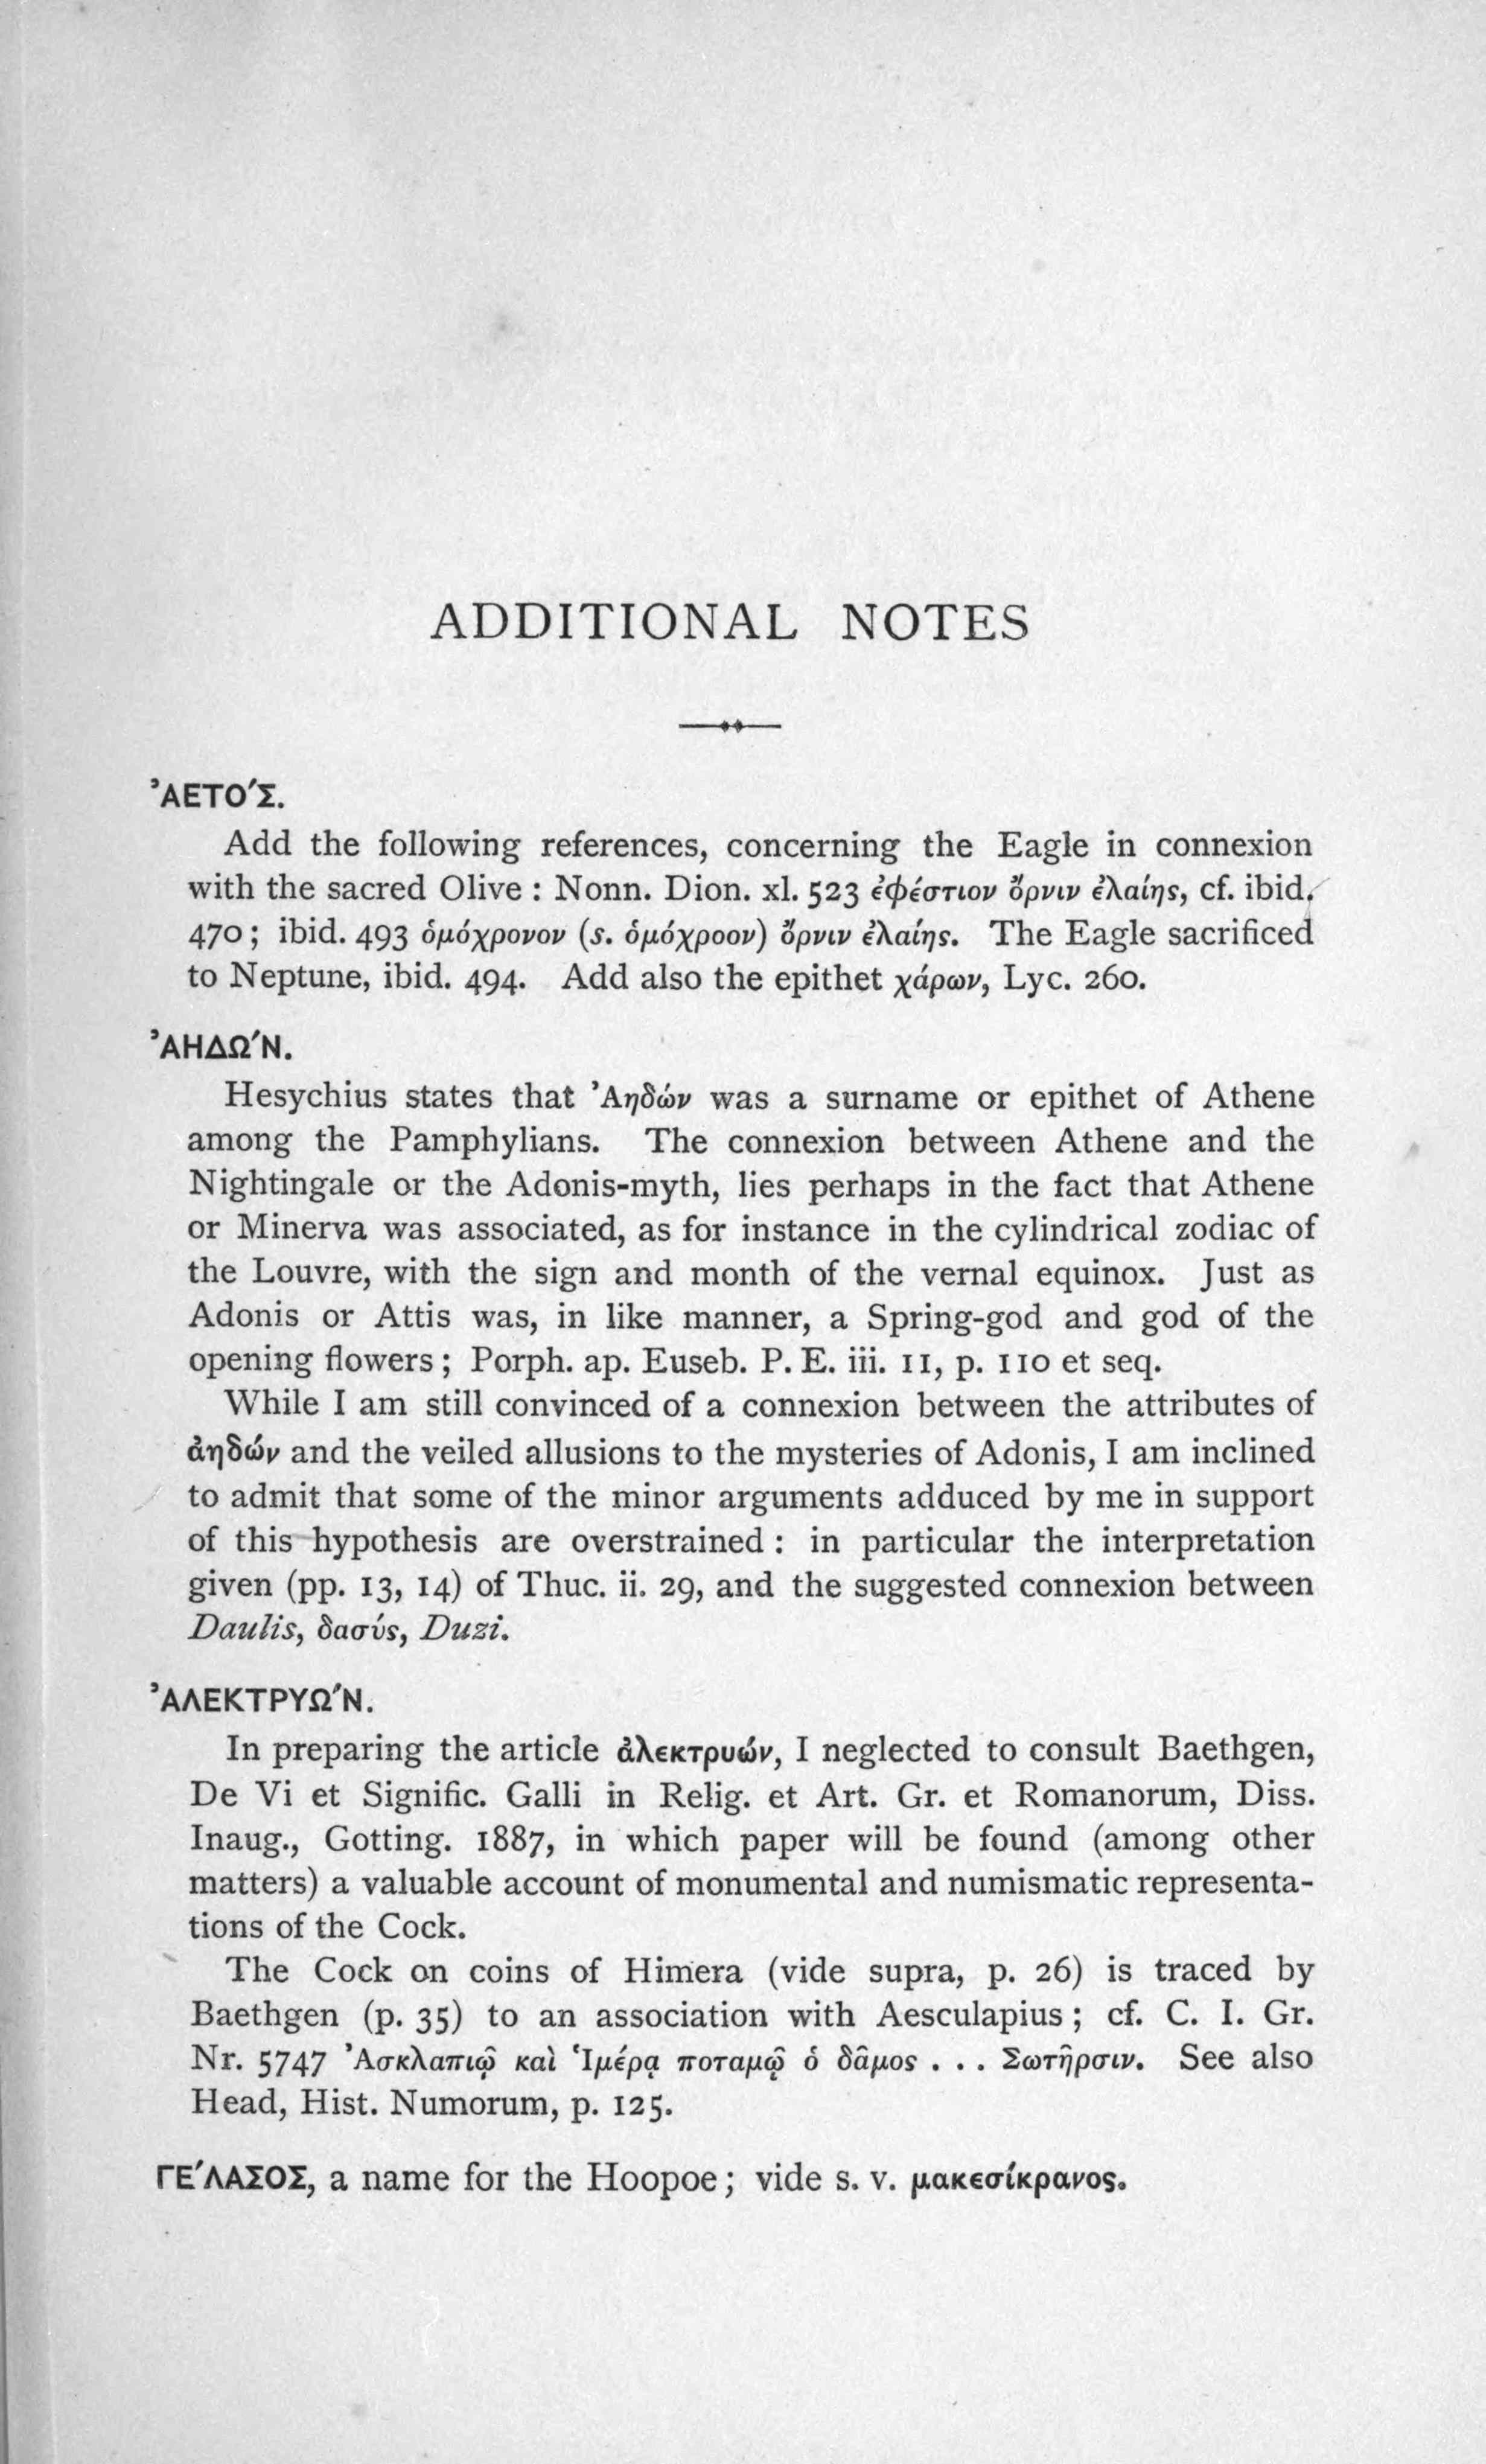 ADDITIONAL NOTES
ἈΕΤΌΣ.
Add the following references, concerning the Eagle in connexion
with the sacred Olive : Nonn. Dion. xl. 523 ἐφέστιον ὄρνιν ἐλαίης, cf. ibid.
470 ; ibid. 493 ὁμόχρονον (s. ὁμόχροον) ὄρνιν ἐλαίης. The Eagle sacrificed
to Neptune, ibid. 494. Add also the epithet χάρων, Lyc. 260.
ἈΗΔΏΝ.
Hesychius states that Ἀηδών was a surname or epithet of Athene
among the Pamphylians. The connexion between Athene and the
Nightingale or the Adonis-myth, lies perhaps in the fact that Athene
or Minerva was associated, as for instance in the cylindrical zodiac of
the Louvre, with the sign and month of the vernal equinox. Just as
Adonis or Attis was, in like manner, a Spring-god and god of the
opening flowers ; Porph. ap. Euseb. P. E. iii. 11, p. 110 et seq.
While I am still convinced of a connexion between the attributes of
ἀηδών and the veiled allusions to the mysteries of Adonis, I am inclined
to admit that some of the minor arguments adduced by me in support
of this hypothesis are overstrained : in particular the interpretation
given (pp. 13, 14) of Thuc. ii. 29, and the suggested connexion between
Daulis, δασύς, Duzi.
ἈΛΕΚΤΡΥΏΝ.
In preparing the article ἀλεκτρυών, I neglected to consult Baethgen,
De Vi et Signific. Galli in Relig. et Art. Gr. et Romanorum, Diss.
Inaug., Gotting. 1887, in which paper will be found (among other
matters) a valuable account of monumental and numismatic representa-
tions of the Cock.
The Cock on coins of Himera (vide supra, p. 26) is traced by
Baethgen (p. 35) to an association with Aesculapius ; cf. C. I. Gr.
Nr. 5747 Ἀσκλαπιῷ καὶ Ἱμέρᾳ ποταμῷ ὁ δᾶμος . . . Σωτῆρσιν. See also
Head, Hist. Numorum, p. 125.
ΓΈΛΑΣΟΣ, a name for the Hoopoe ; vide s. v. μακεσίκρανος.